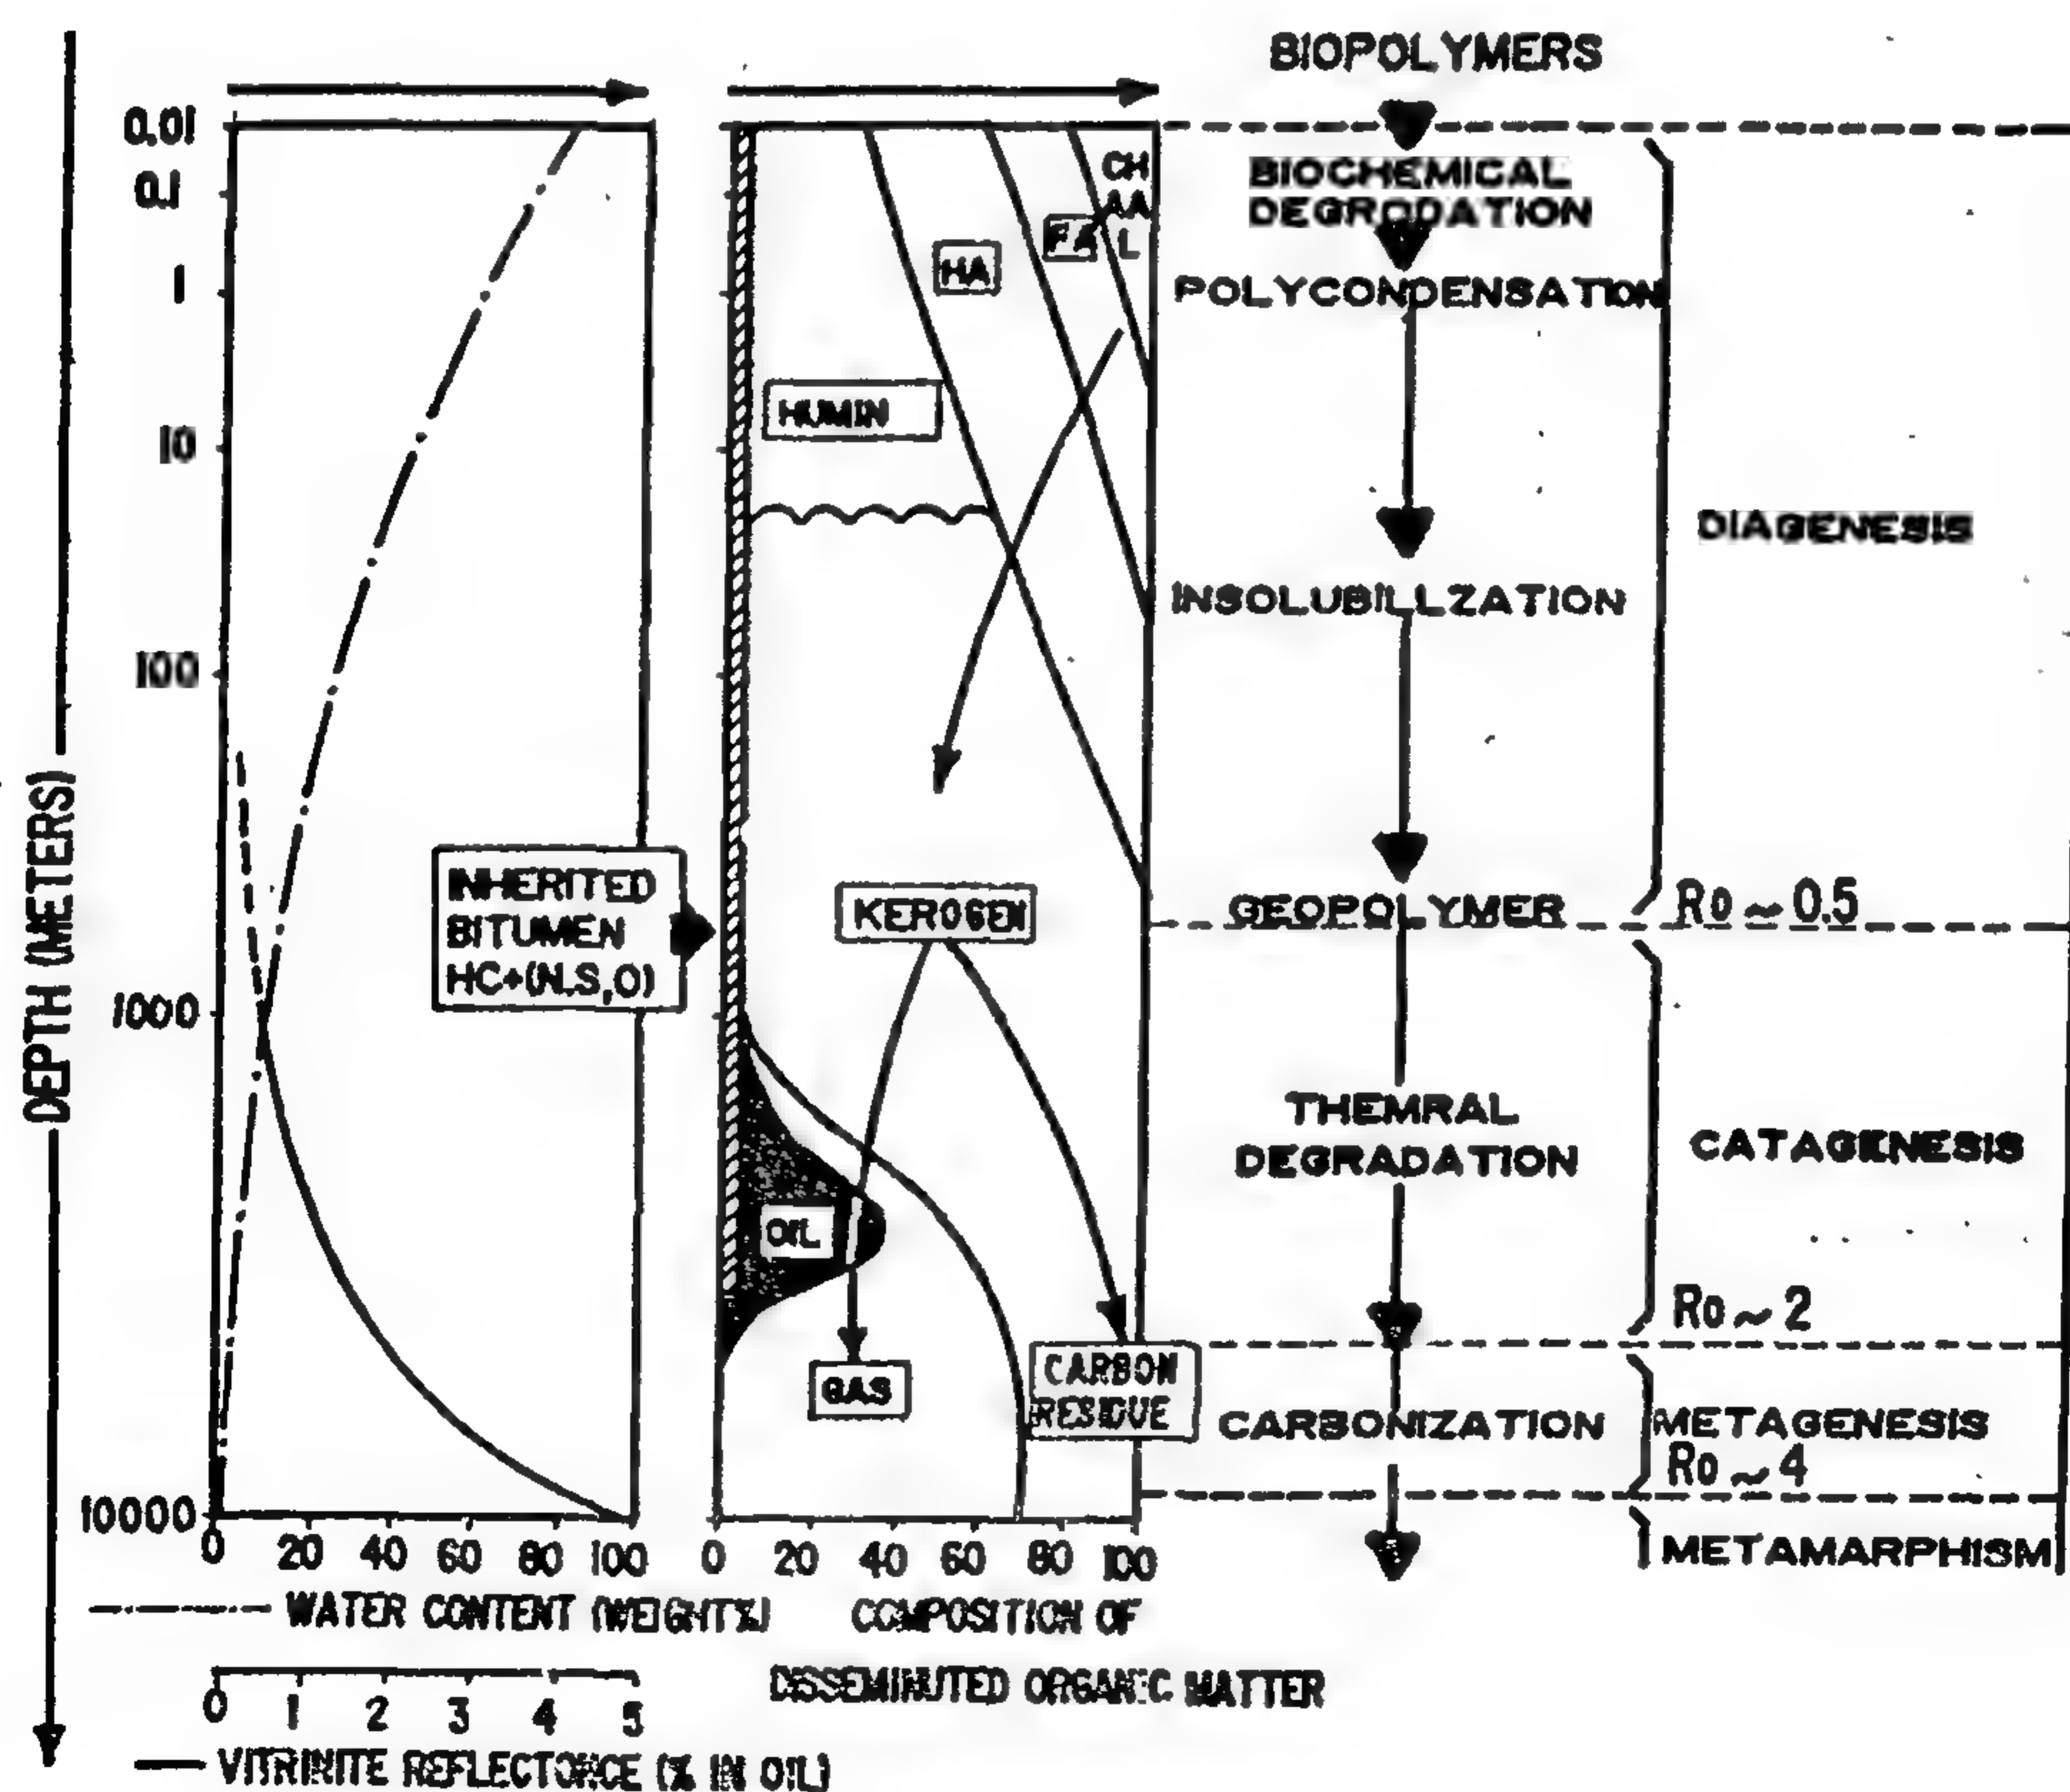 BIOPOLYMERS
0.01
0.1
1
10
100
1000
10000
DEPTH (METERS)
CH
AA
L
FA
HA
HUMIN
INHERITED
BITUMEN
HC+(N.S,O)
KEROGEN
OIL
GAS
CARBON
RESIDUE
BIOCHEMICAL
DEGRODATION
POLYCONDENSATION
INSOLUBILLZATION
GEOPOLYMER
THEMRAL
DEGRADATION
CARBONIZATION
DIAGENESIS
Ro ~ 0.5
CATAGENESIS
Ro ~ 2
METAGENESIS
Ro ~ 4
METAMARPHISM
0 20 40 60 80 100
0 20 40 60 80 100
WATER CONTENT (WEIGHT%)
COMPOSITION OF
DISSEMINUTED ORGANIC MATTER
0 1 2 3 4 5
VITRINITE REFLECTONCE (% IN OIL)